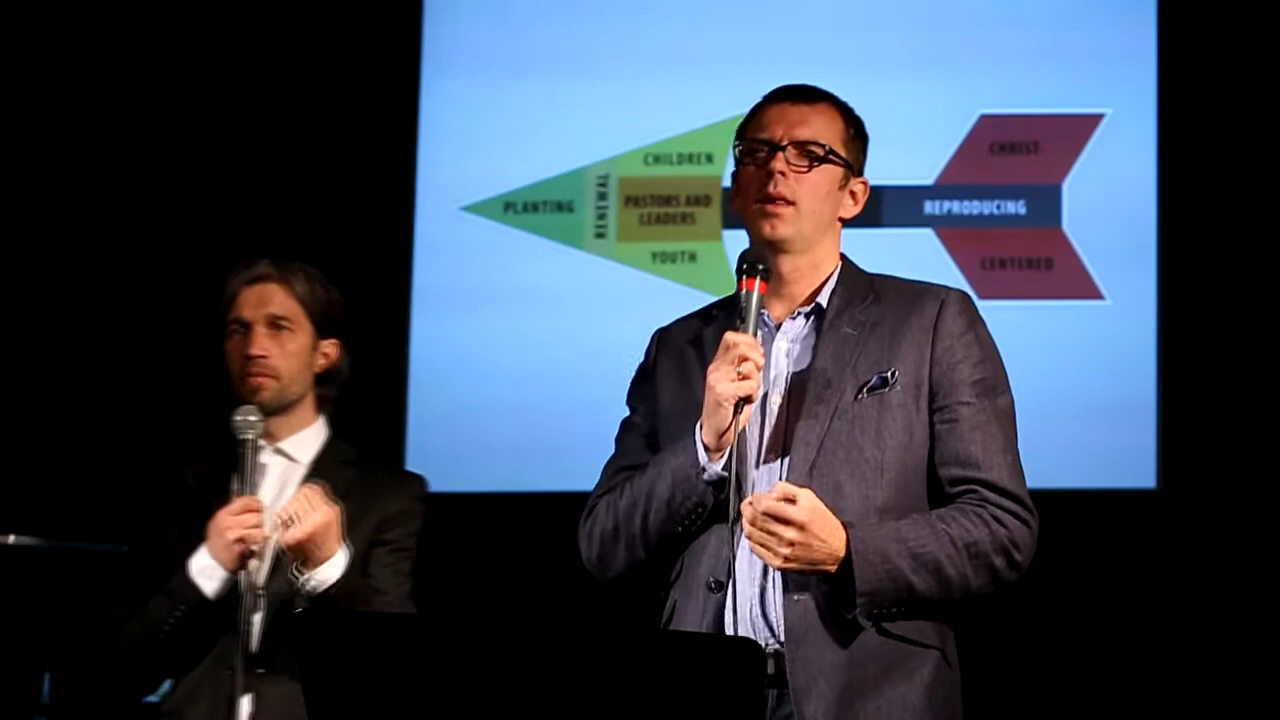 PLANTING
RENEWAL
CHILDREN
PASTORS AND
LEADERS
YOUTH
CHRIST-
REPRODUCING
CENTERED